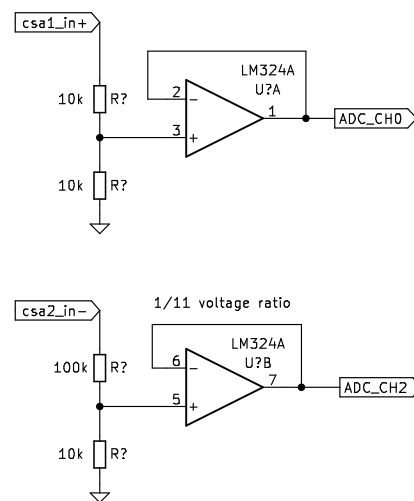 csa1_in+
LM324A
U?A
10k R?
2 -
1
3 +
ADC_CH0
10k R?
csa2_in-
1/11 voltage ratio
LM324A
U?B
100k R?
6 -
7
5 +
ADC_CH2
10k R?